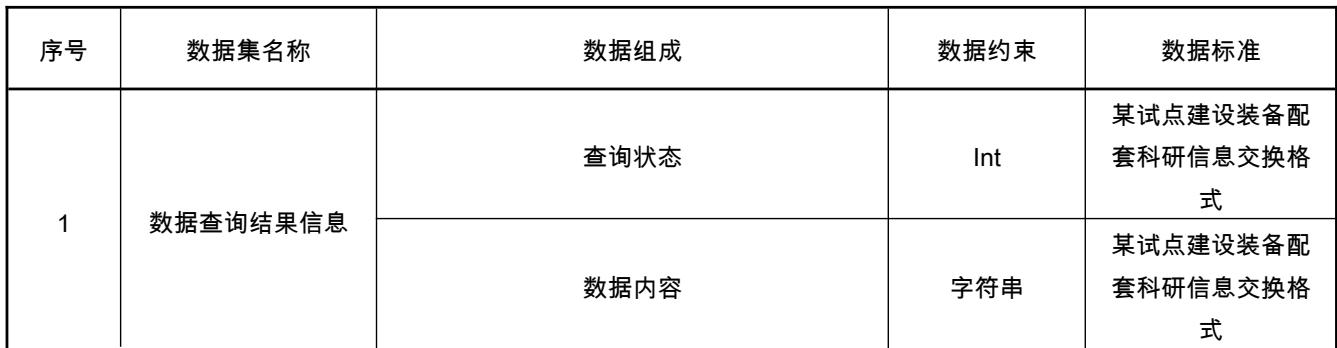 序号 数据集名称 数据组成 数据约束 数据标准
某试点建设装备配
查询状态 Int 套科研信息交换格
式
1 数据查询结果信息
某试点建设装备配
数据内容 字符串 套科研信息交换格
式